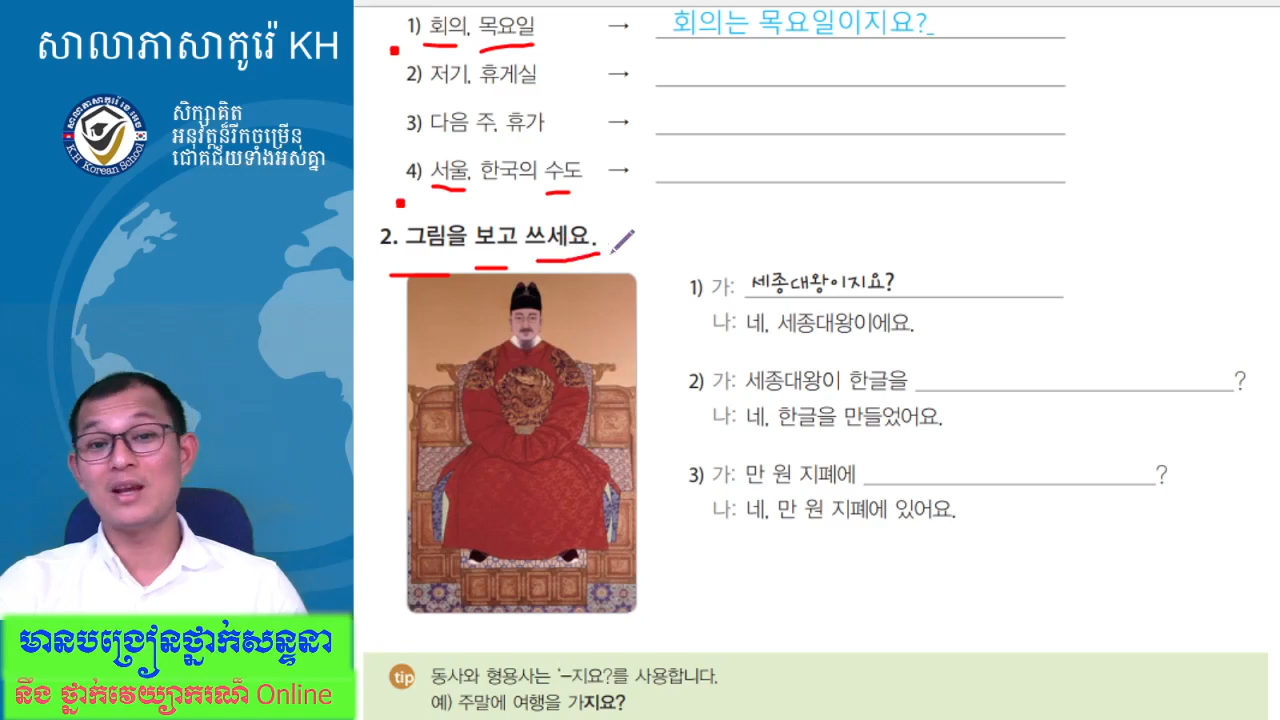 សាលាភាសាកូរ៉េ KH
សាលាភាសាកូរ៉េ ខេ អេច
K.H Korean School
សិក្សាគិត
អនុវត្តន៍រីកចម្រើន
ជោគជ័យទាំងអស់គ្នា
1) 회의, 목요일 → 회의는 목요일이지요?
2) 저기, 휴게실 →
3) 다음 주, 휴가 →
4) 서울, 한국의 수도 →
2. 그림을 보고 쓰세요.
1) 가: 세종대왕이지요?
나: 네, 세종대왕이에요.
2) 가: 세종대왕이 한글을 ?
나: 네, 한글을 만들었어요.
3) 가: 만 원 지폐에 ?
나: 네, 만 원 지폐에 있어요.
tip 동사와 형용사는 ‘–지요?’를 사용합니다.
예) 주말에 여행을 가지요?
មានបង្រៀនថ្នាក់សន្ទនា
នឹង ថ្នាក់វេយ្យាករណ៍ Online